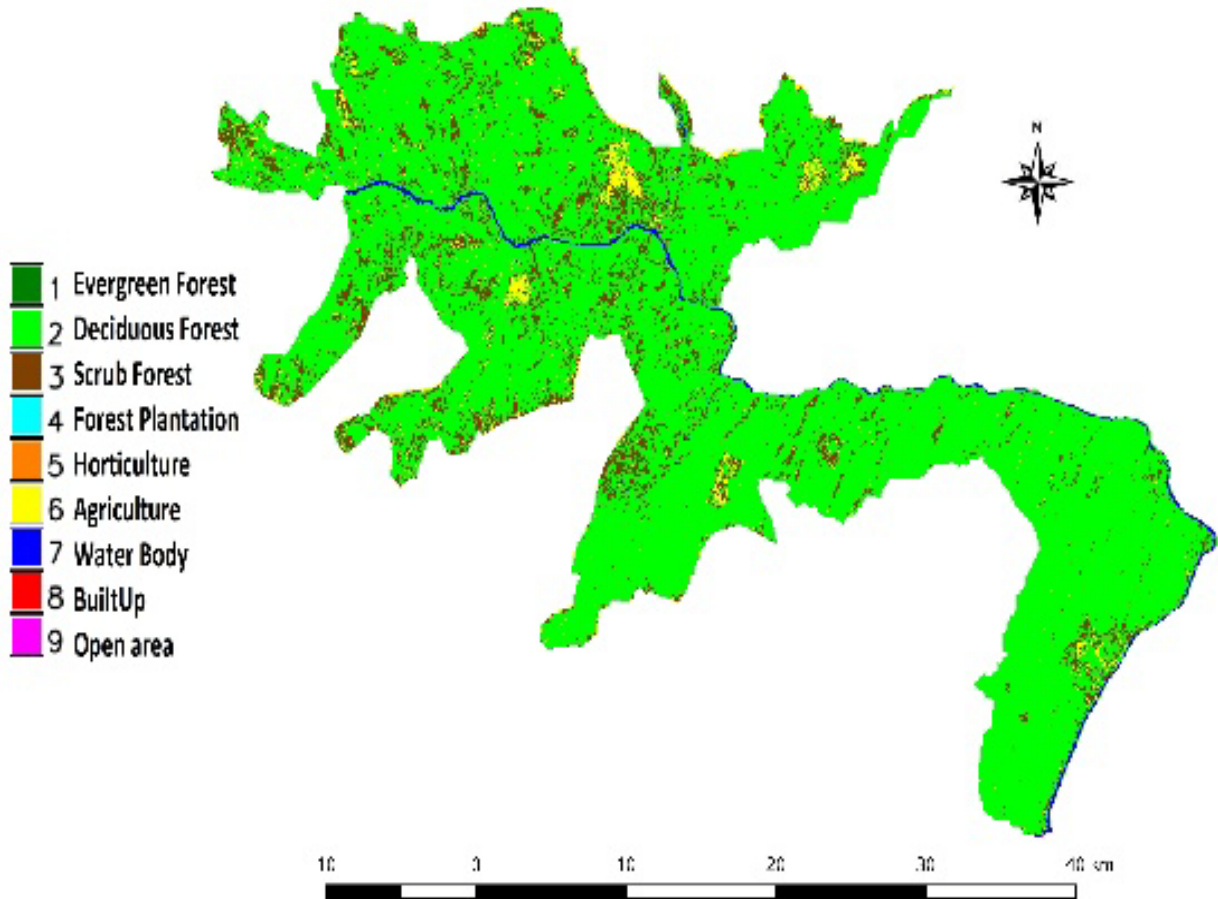 N
1 Evergreen Forest
2 Deciduous Forest
3 Scrub Forest
4 Forest Plantation
5 Horticulture
6 Agriculture
7 Water Body
8 BuiltUp
9 Open area
10 0 10 20 30 40 km